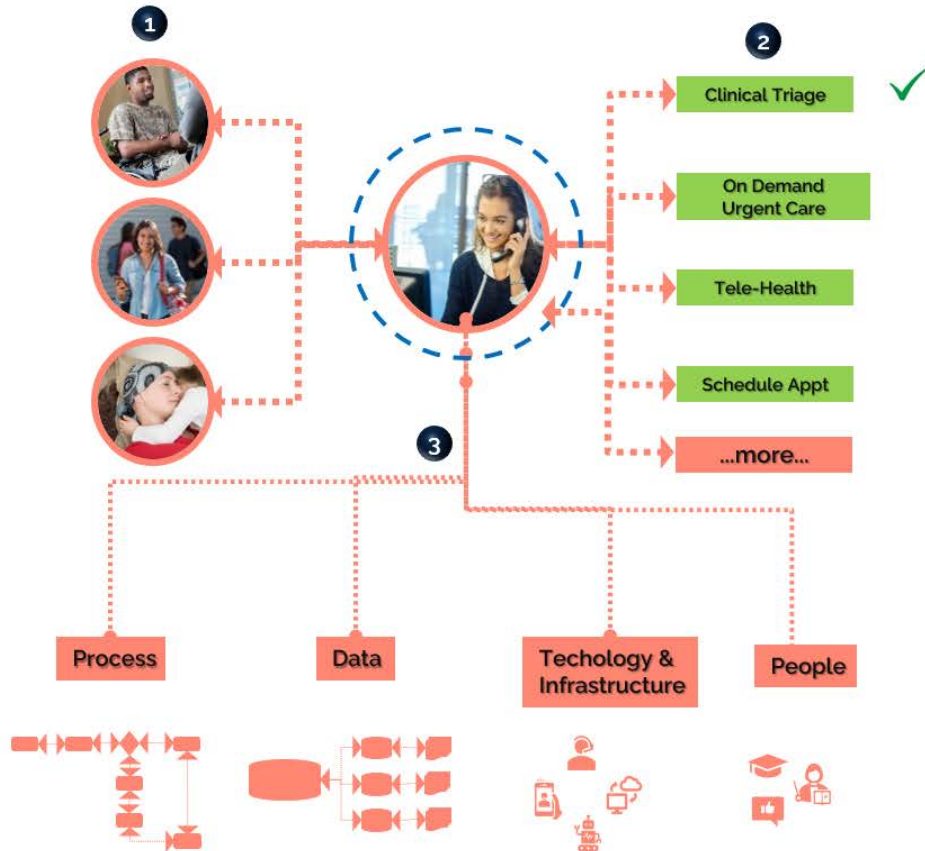 1
2
Clinical Triage
On Demand
Urgent Care
Tele-Health
Schedule Appt
...more...
3
Process
Data
Techology &
Infrastructure
People